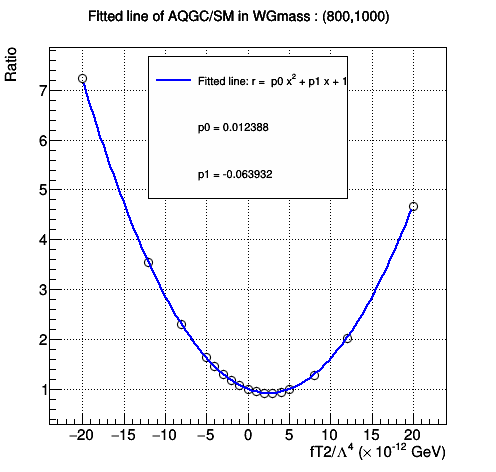 FItted line of AQGC/SM in WGmass : (800,1000)
Ratio
Fitted line: r = p0 x² + p1 x + 1
p0 = 0.012388
p1 = -0.063932
7
6
5
4
3
2
1
−20 −15 −10 −5 0 5 10 15 20
fT2/Λ⁴ (× 10⁻¹² GeV)